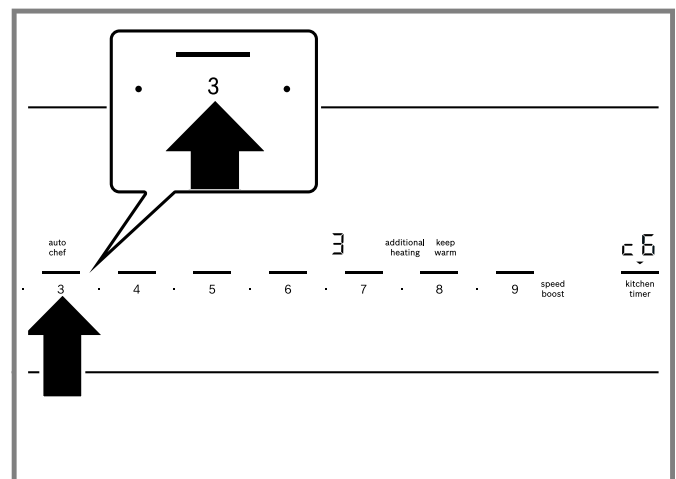 3
auto
chef
3
additional
heating
keep
warm
c6
· 3 · 4 · 5 · 6 · 7 · 8 · 9
speed
boost
kitchen
timer